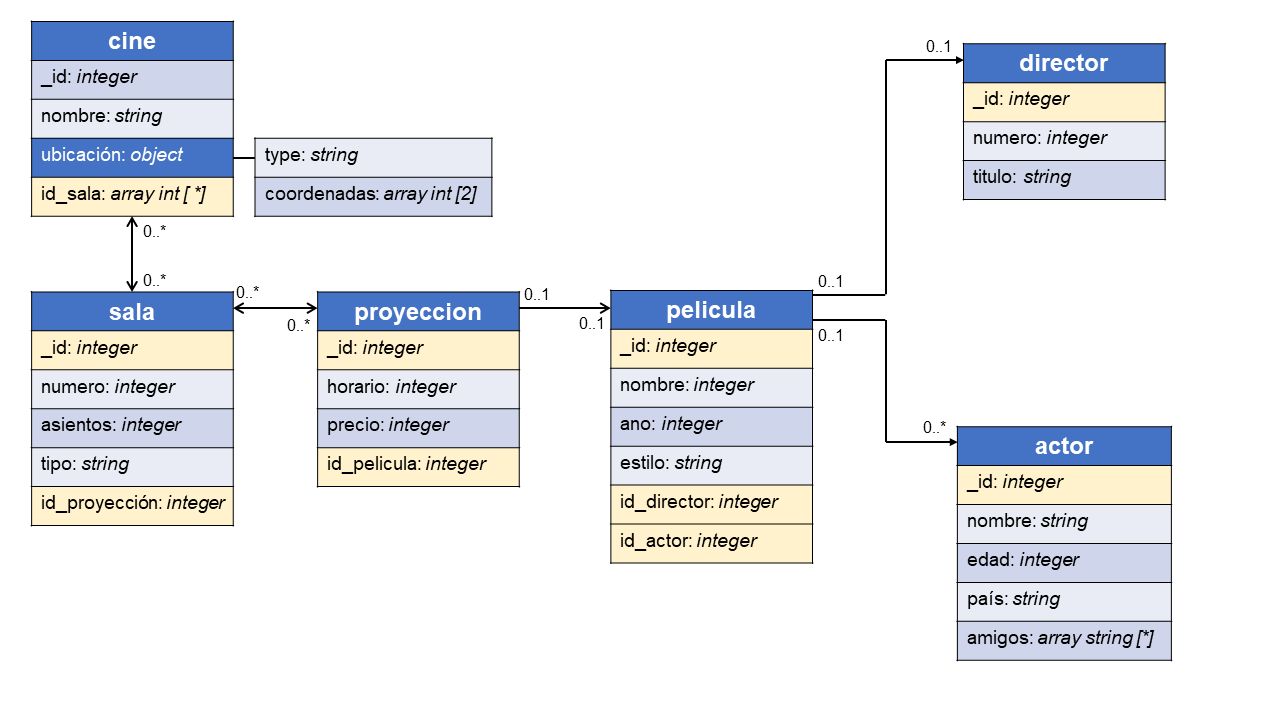 cine
_id: integer
nombre: string
ubicación: object
id_sala: array int [ *]
type: string
coordenadas: array int [2]
0..*
0..*
sala
_id: integer
numero: integer
asientos: integer
tipo: string
id_proyección: integer
0..*
0..*
proyeccion
_id: integer
horario: integer
precio: integer
id_pelicula: integer
0..1
0..1
pelicula
_id: integer
nombre: integer
ano: integer
estilo: string
id_director: integer
id_actor: integer
0..1
0..1
director
_id: integer
numero: integer
titulo: string
0..1
0..*
actor
_id: integer
nombre: string
edad: integer
país: string
amigos: array string [*]